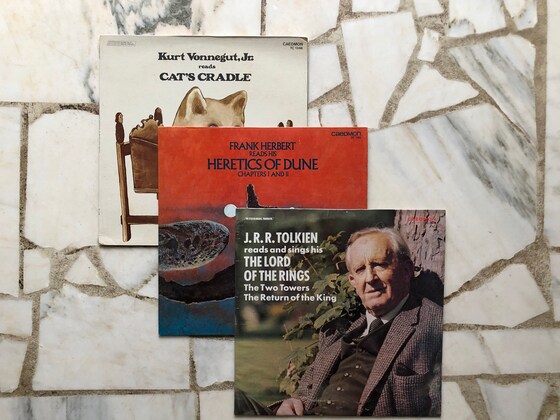 Kurt Vonnegut, Jr.
reads
CAT'S CRADLE
CAEDMON
FRANK HERBERT
READS HIS
HERETICS OF DUNE
CHAPTERS I AND II
CAEDMON
J.R.R. TOLKIEN
reads and sings his
THE LORD
OF THE RINGS
The Two Towers
The Return of the King